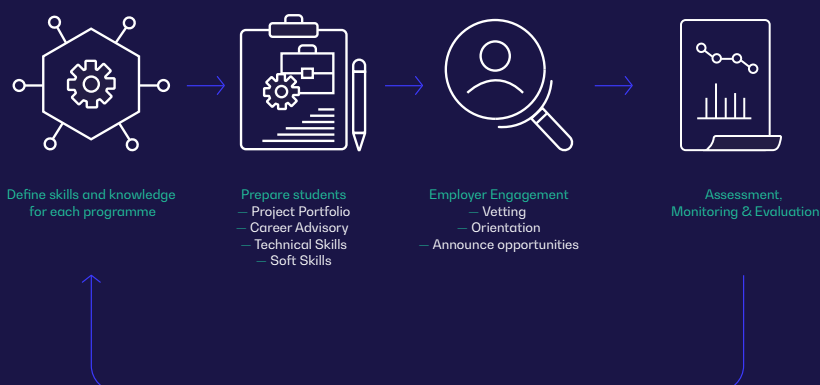 Define skills and knowledge
for each programme
Prepare students
— Project Portfolio
— Career Advisory
— Technical Skills
— Soft Skills
Employer Engagement
— Vetting
— Orientation
— Announce opportunities
Assessment,
Monitoring & Evaluation